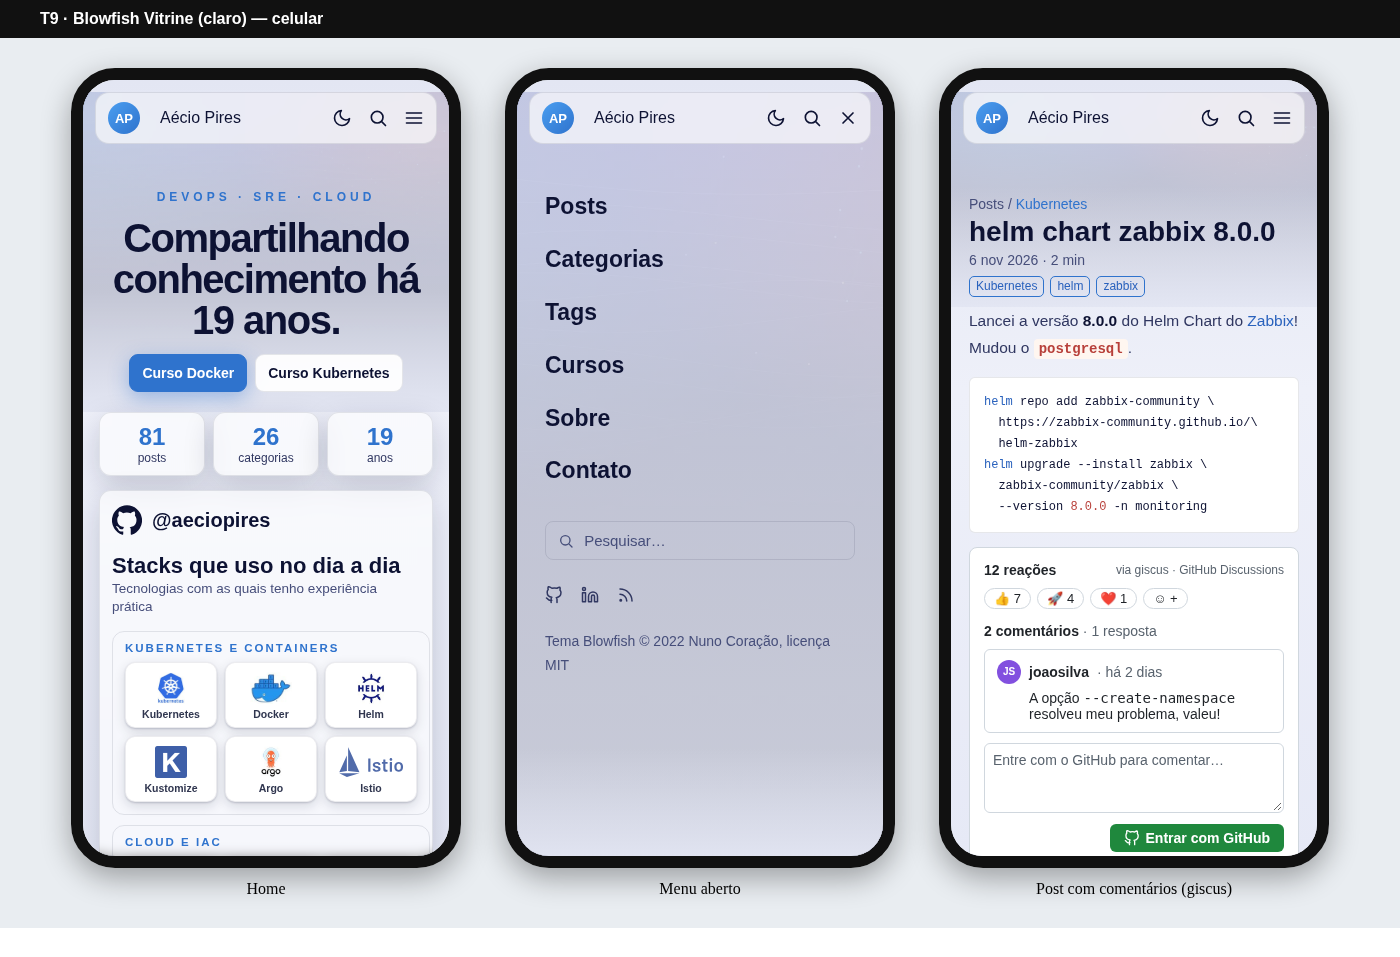 T9 · Blowfish Vitrine (claro) — celular
AP
Aécio Pires
DEVOPS · SRE · CLOUD
Compartilhando
conhecimento há
19 anos.
Curso Docker
Curso Kubernetes
81
posts
26
categorias
19
anos
@aeciopires
Stacks que uso no dia a dia
Tecnologias com as quais tenho experiência
prática
KUBERNETES E CONTAINERS
kubernetes
Kubernetes
Docker
HELM
Helm
K
Kustomize
argo
Argo
Istio
Istio
CLOUD E IAC
Home
AP
Aécio Pires
Posts
Categorias
Tags
Cursos
Sobre
Contato
Pesquisar…
Tema Blowfish © 2022 Nuno Coração, licença
MIT
Menu aberto
AP
Aécio Pires
Posts / Kubernetes
helm chart zabbix 8.0.0
6 nov 2026 · 2 min
Kubernetes helm zabbix
Lancei a versão 8.0.0 do Helm Chart do Zabbix!
Mudou o postgresql.
helm repo add zabbix-community \
https://zabbix-community.github.io/\
helm-zabbix
helm upgrade --install zabbix \
zabbix-community/zabbix \
--version 8.0.0 -n monitoring
12 reações
via giscus · GitHub Discussions
👍 7 🚀 4 ❤️ 1 ☺ +
2 comentários · 1 resposta
JS
joaosilva · há 2 dias
A opção --create-namespace
resolveu meu problema, valeu!
Entre com o GitHub para comentar…
Entrar com GitHub
Post com comentários (giscus)